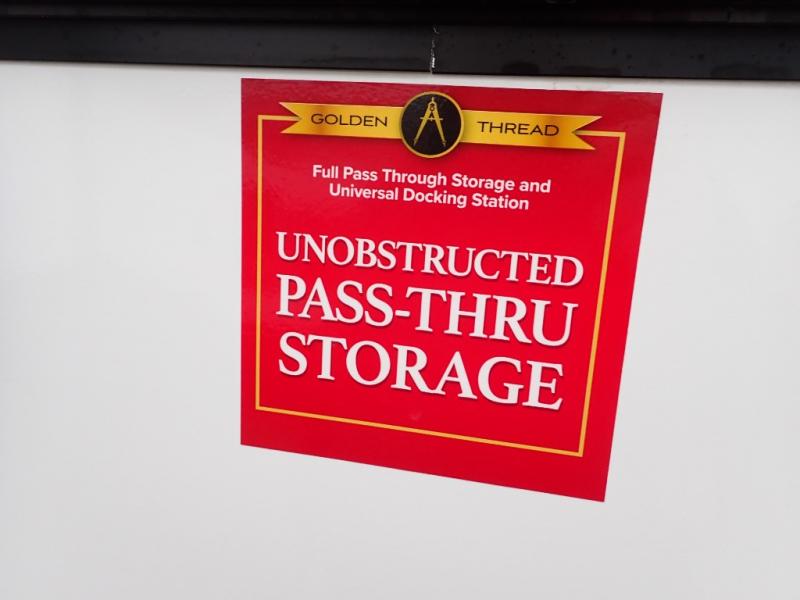 GOLDEN THREAD
Full Pass Through Storage and
Universal Docking Station
UNOBSTRUCTED
PASS-THRU
STORAGE